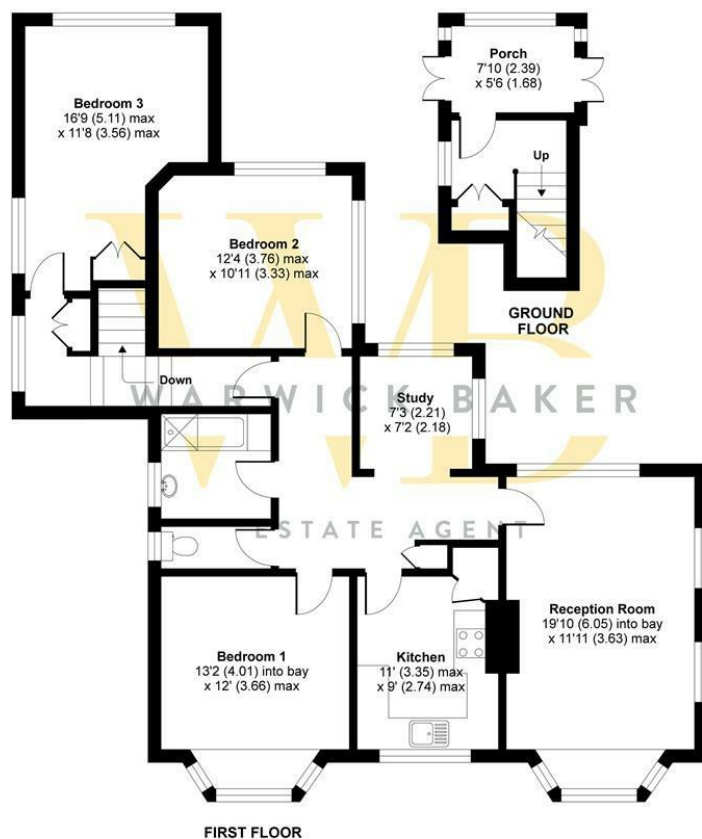 Bedroom 3
16'9 (5.11) max
x 11'8 (3.56) max
Porch
7'10 (2.39)
x 5'6 (1.68)
Up
GROUND
FLOOR
Bedroom 2
12'4 (3.76) max
x 10'11 (3.33) max
Down
Study
7'3 (2.21)
x 7'2 (2.18)
WB
WARWICK BAKER
ESTATE AGENT
Bedroom 1
13'2 (4.01) into bay
x 12' (3.66) max
Kitchen
11' (3.35) max
x 9' (2.74) max
Reception Room
19'10 (6.05) into bay
x 11'11 (3.63) max
FIRST FLOOR